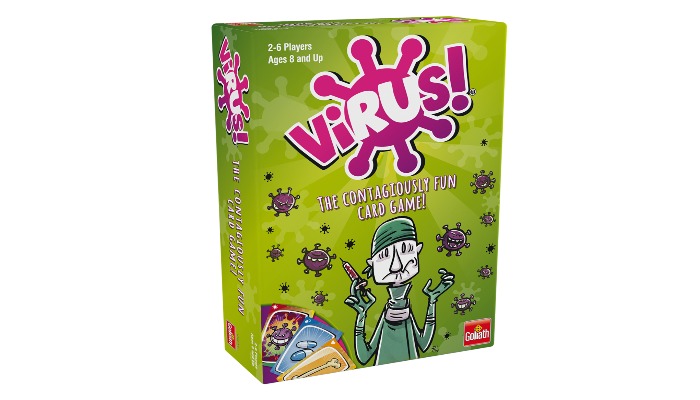 2-6 Players
Ages 8 and Up
ViRUS!
THE CONTAGIOUSLY FUN
CARD GAME!
Goliath
ViRUS!
THE CONTAGIOUSLY FUN
CARD GAME!
Goliath